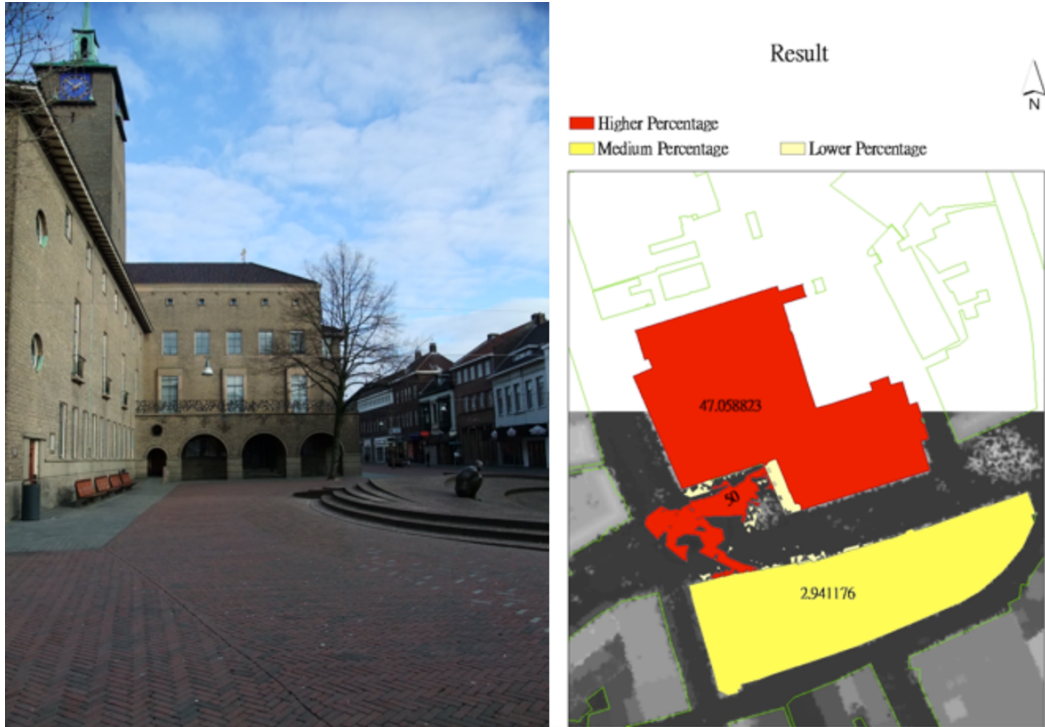 Result
N
Higher Percentage
Medium Percentage Lower Percentage
47.058823
50
2.941176